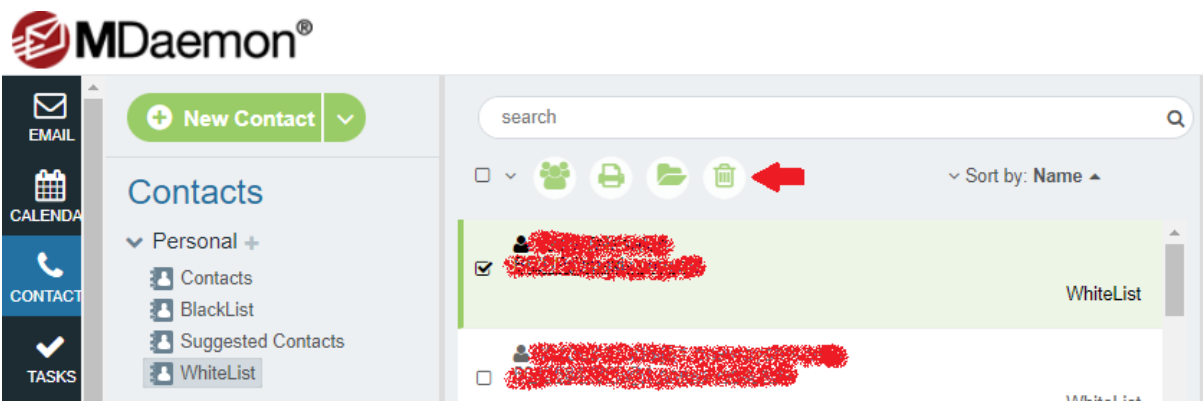 MDaemon®
EMAIL
CALENDA
CONTACT
TASKS
New Contact
Contacts
Personal +
Contacts
BlackList
Suggested Contacts
WhiteList
search
Sort by: Name
WhiteList
WhiteList